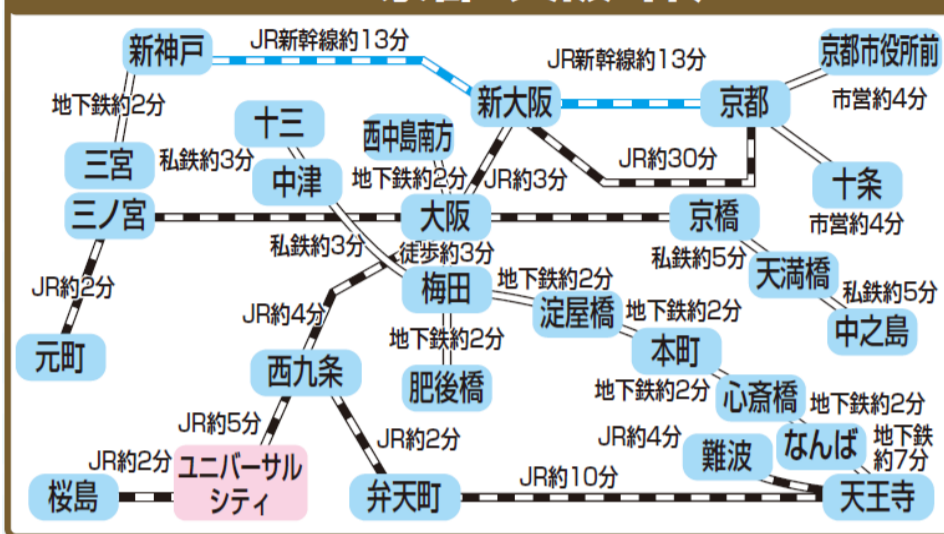 JR新幹線約13分
新神戸
JR新幹線約13分
京都市役所前
地下鉄約2分
新大阪
京都
市営約4分
十三
西中島南方
三宮
私鉄約3分
中津
地下鉄約2分
JR約3分
JR約30分
十条
三ノ宮
大阪
京橋
市営約4分
私鉄約3分
徒歩約3分
私鉄約5分
天満橋
JR約2分
梅田
地下鉄約2分
淀屋橋
地下鉄約2分
私鉄約5分
中之島
JR約4分
元町
地下鉄約2分
本町
西九条
肥後橋
地下鉄約2分
心斎橋
地下鉄約2分
JR約5分
JR約2分
JR約4分
なんば
地下鉄
約7分
JR約2分
ユニバーサル
シティ
難波
JR約10分
桜島
弁天町
天王寺